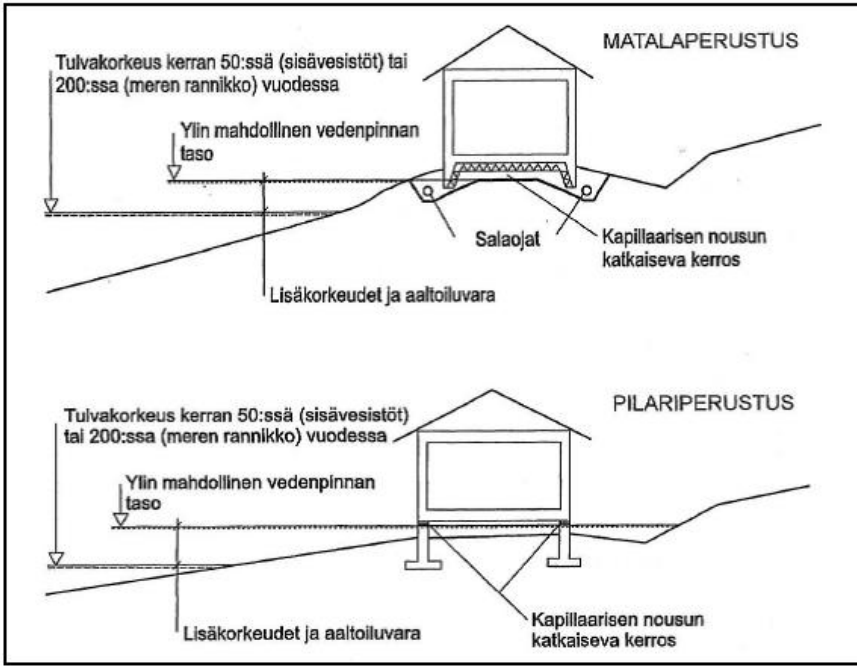 MATALAPERUSTUS
Tulvakorkeus kerran 50:ssä (sisävesistöt) tai
200:ssa (meren rannikko) vuodessa
Ylin mahdollinen vedenpinnan
taso
Salaojat
Kapillaarisen nousun
katkaiseva kerros
Lisäkorkeudet ja aaltoiluvara
PILARIPERUSTUS
Tulvakorkeus kerran 50:ssä (sisävesistöt)
tai 200:ssa (meren rannikko) vuodessa
Ylin mahdollinen vedenpinnan
taso
Kapillaarisen nousun
katkaiseva kerros
Lisäkorkeudet ja aaltoiluvara